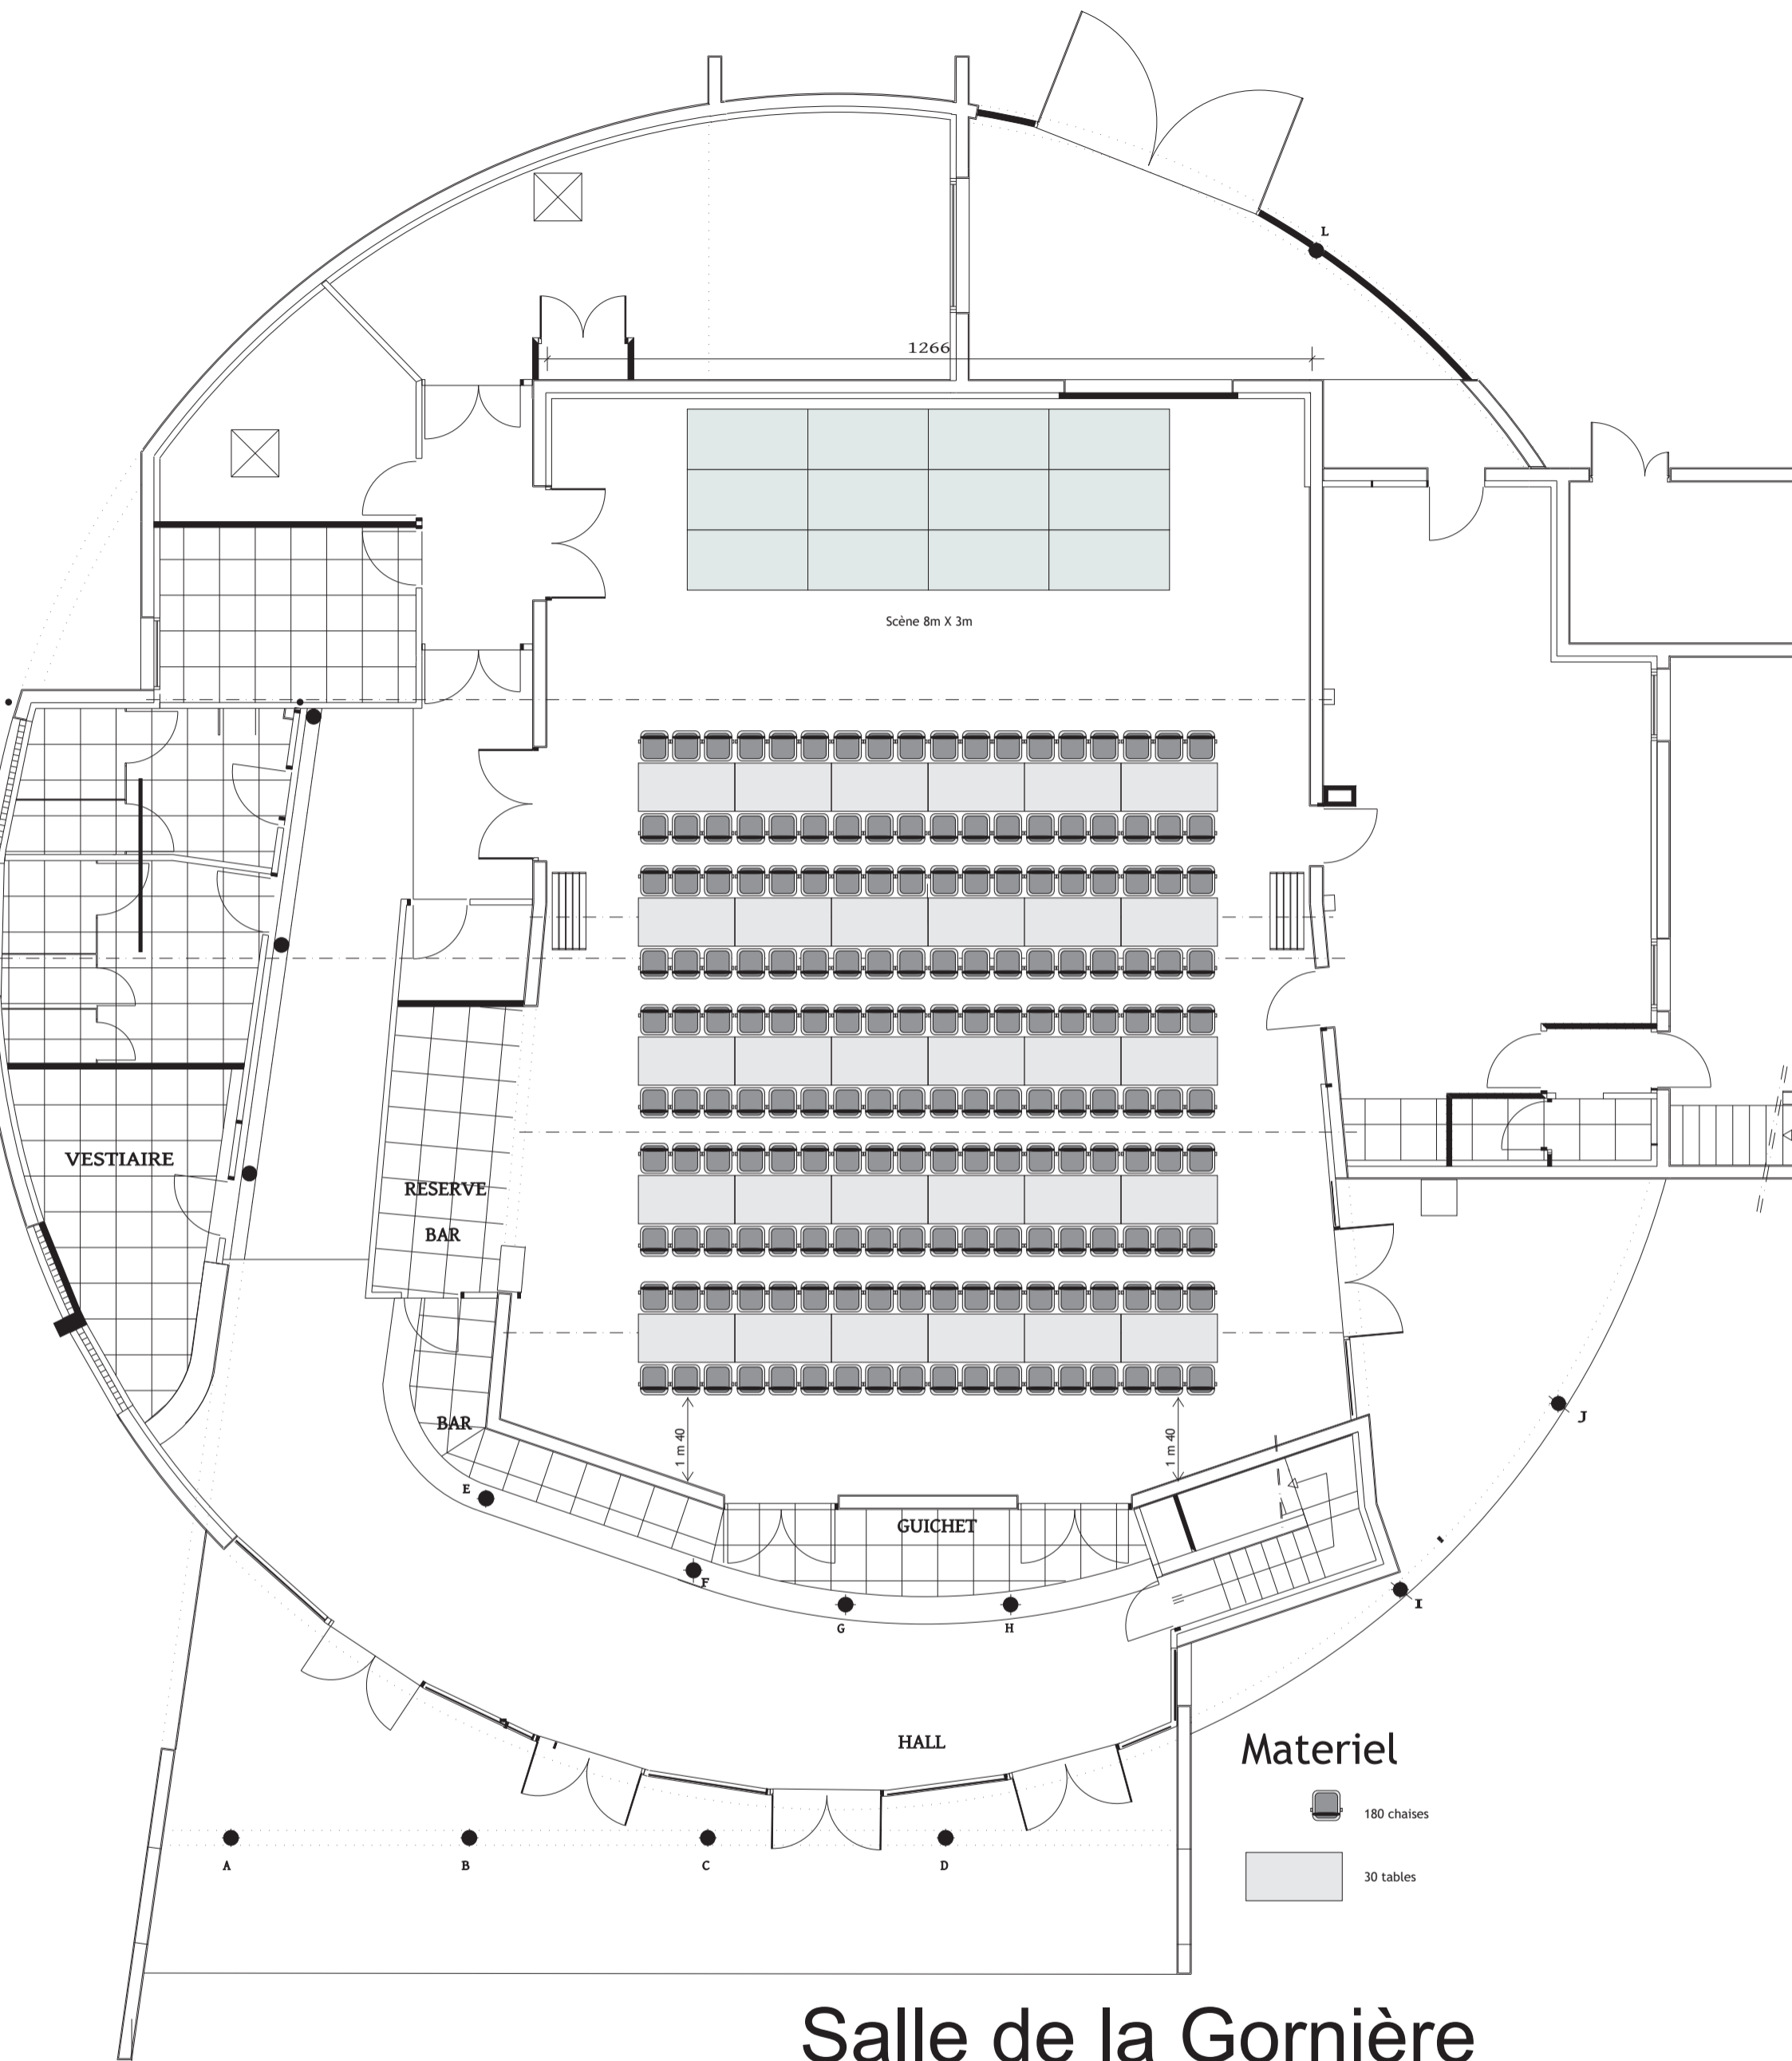 L
1266
Scène 8m X 3m
VESTIAIRE
RESERVE
BAR
BAR
1 m 40
1 m 40
J
E
GUICHET
F
I
G
H
HALL
Materiel
180 chaises
A
B
C
D
30 tables
Salle de la Gornière